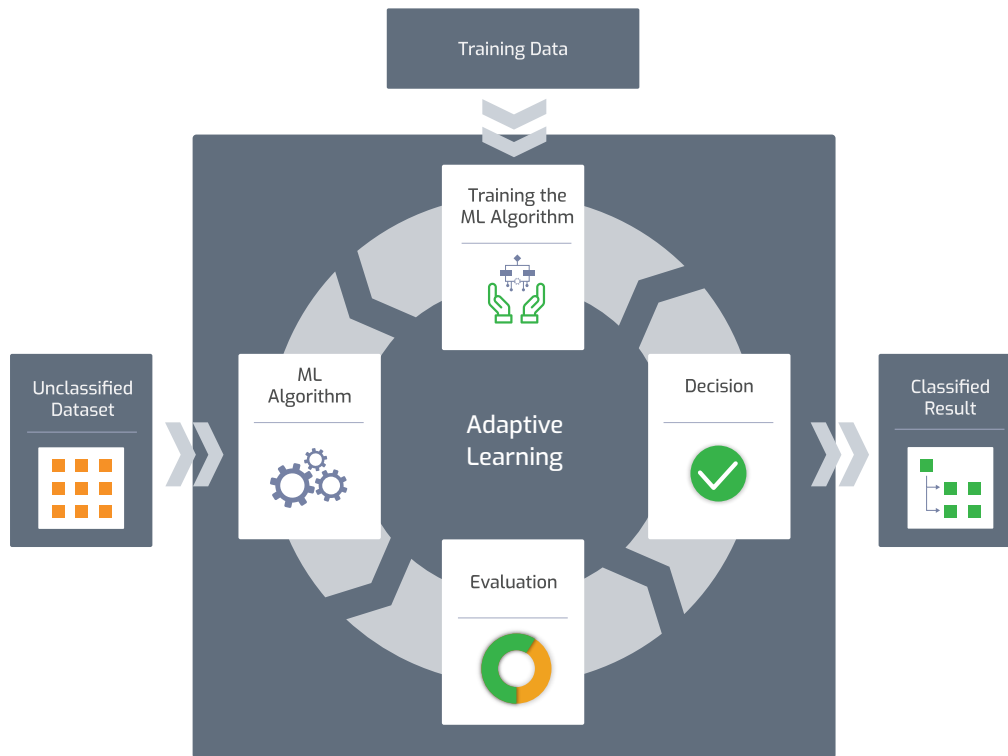 Training Data
Training the
ML Algorithm
Unclassified
Dataset
ML
Algorithm
Adaptive
Learning
Decision
Classified
Result
Evaluation